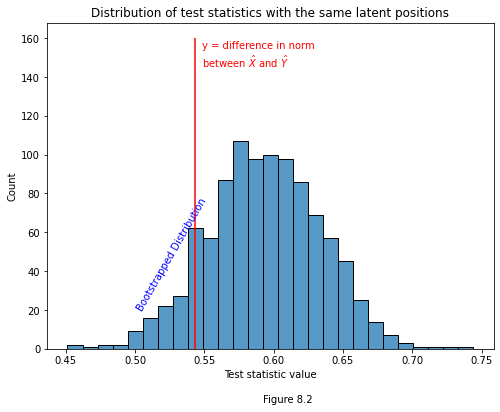 Distribution of test statistics with the same latent positions
160
140
120
100
80
60
40
20
0
Count
y = difference in norm
between X̂ and Ŷ
Bootstrapped Distribution
0.45 0.50 0.55 0.60 0.65 0.70 0.75
Test statistic value
Figure 8.2